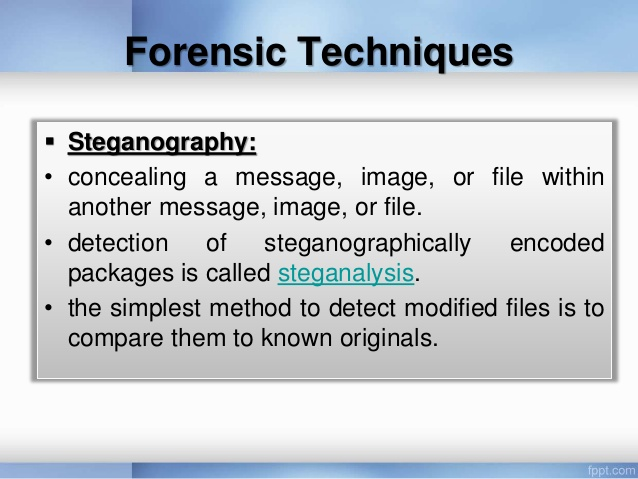 Forensic Techniques
▪ Steganography:
• concealing a message, image, or file within
another message, image, or file.
• detection of steganographically encoded
packages is called steganalysis.
• the simplest method to detect modified files is to
compare them to known originals.
fppt.com